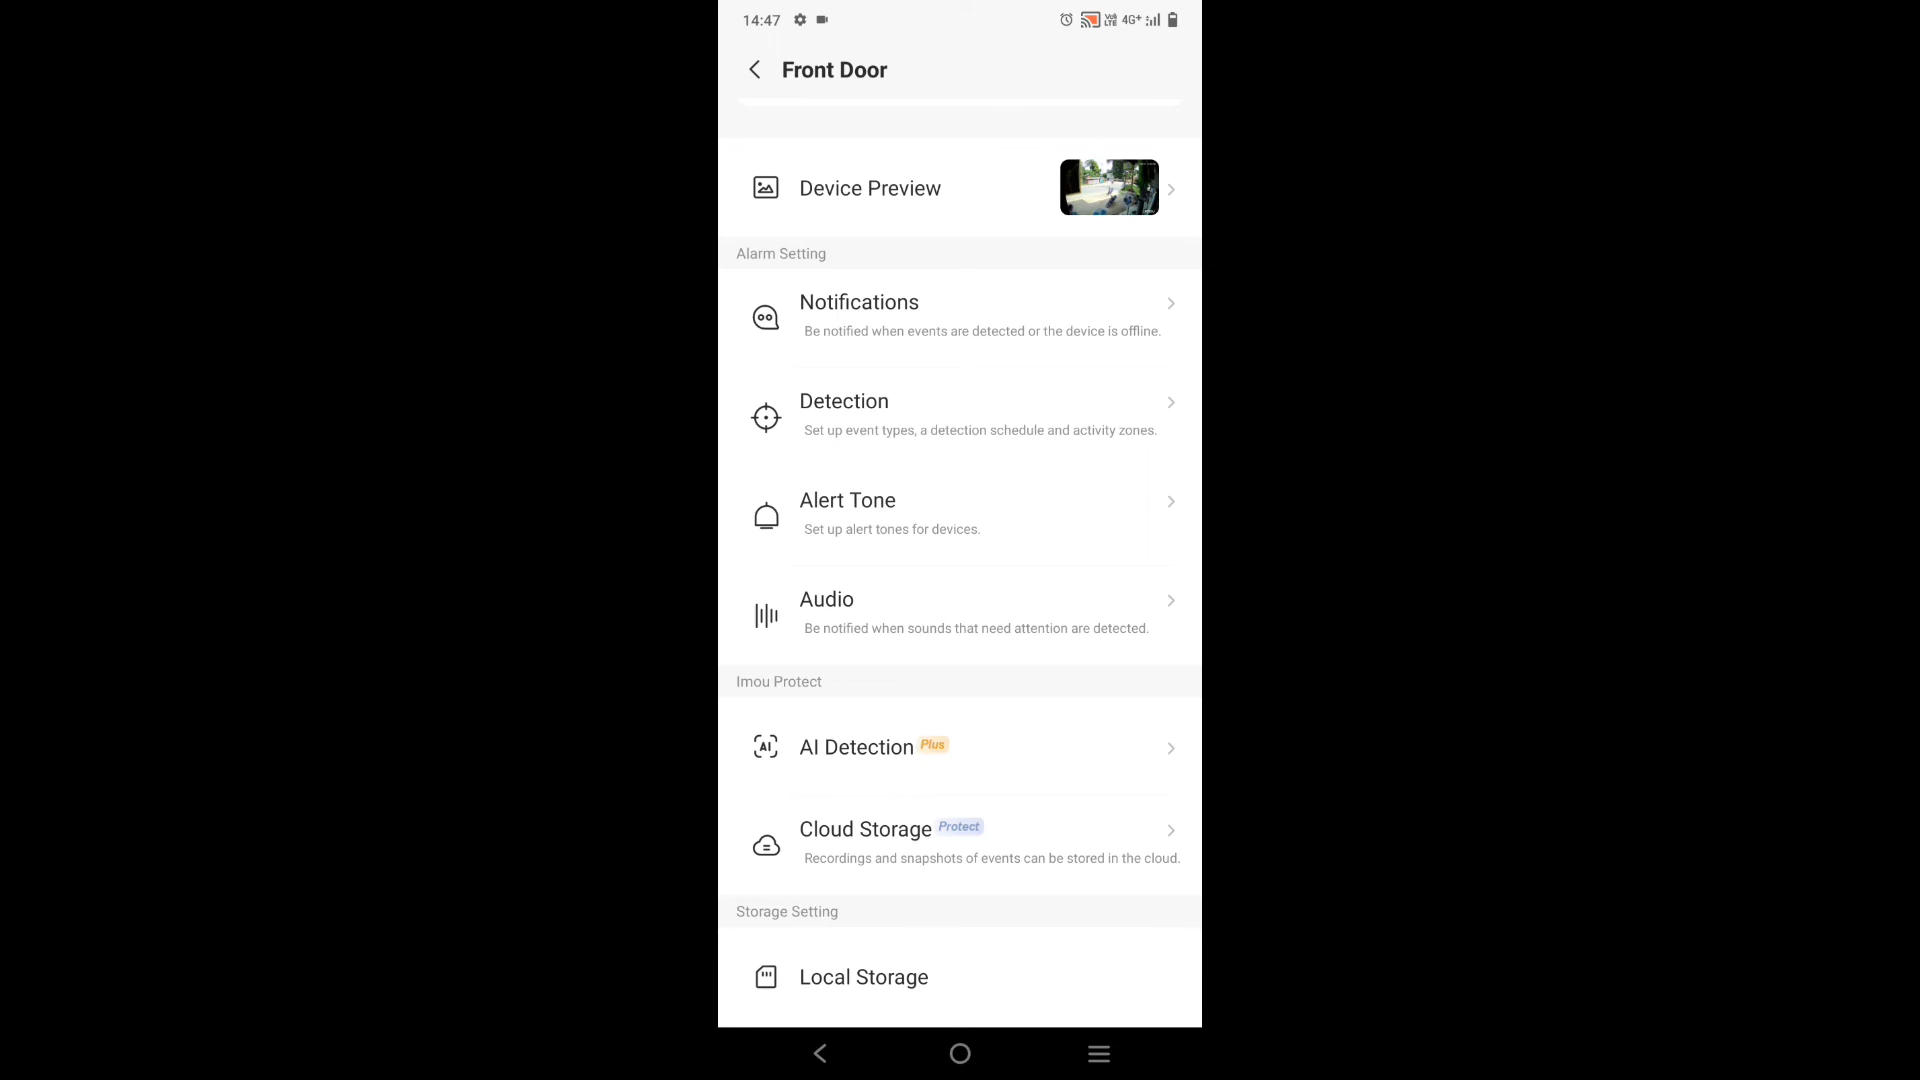 14:47
Vo)) LTE 4G+
Front Door
Device Preview
Alarm Setting
Notifications
Be notified when events are detected or the device is offline.
Detection
Set up event types, a detection schedule and activity zones.
Alert Tone
Set up alert tones for devices.
Audio
Be notified when sounds that need attention are detected.
Imou Protect
AI
AI Detection Plus
Cloud Storage Protect
Recordings and snapshots of events can be stored in the cloud.
Storage Setting
Local Storage